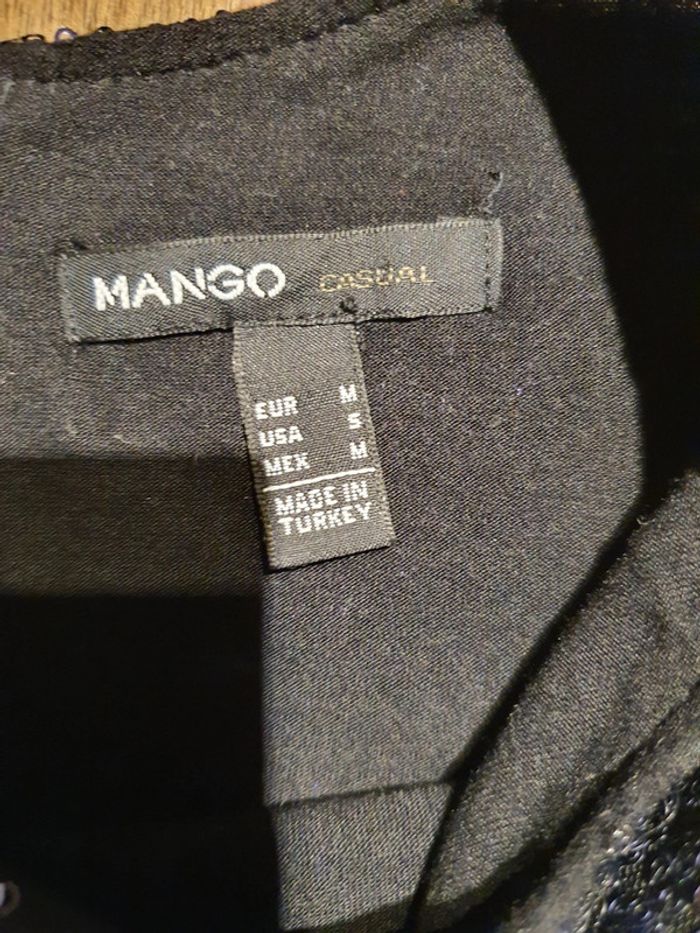 MANGO CASUAL
EUR M
USA S
MEX M
MADE IN
TURKEY